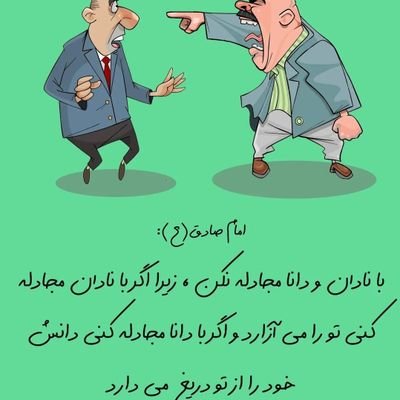 امام صادق(ع):
با نادان و دانا مجادله نکن ، زیرا اگر با نادان مجادله
کنی تو را می آزارد و اگر با دانا مجادله کنی دانش
خود را از تو دریغ می دارد